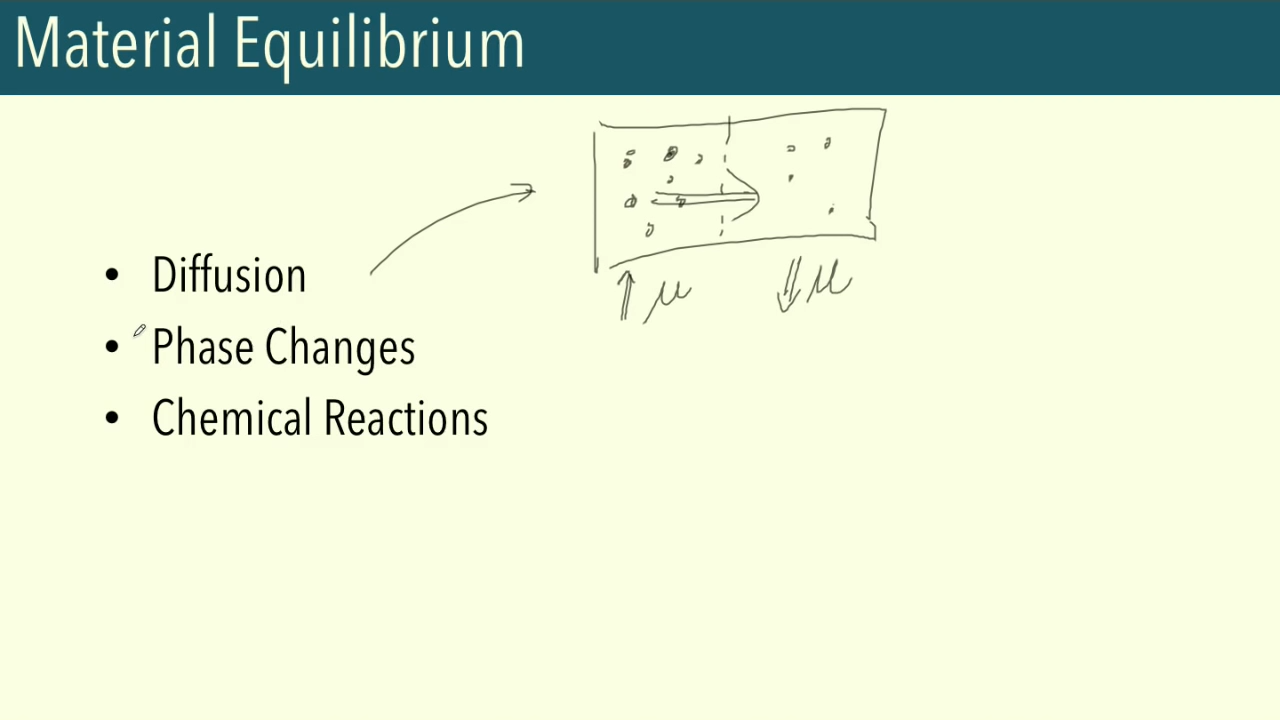 Material Equilibrium
• Diffusion
↑ μ ↓ μ
• Phase Changes
• Chemical Reactions